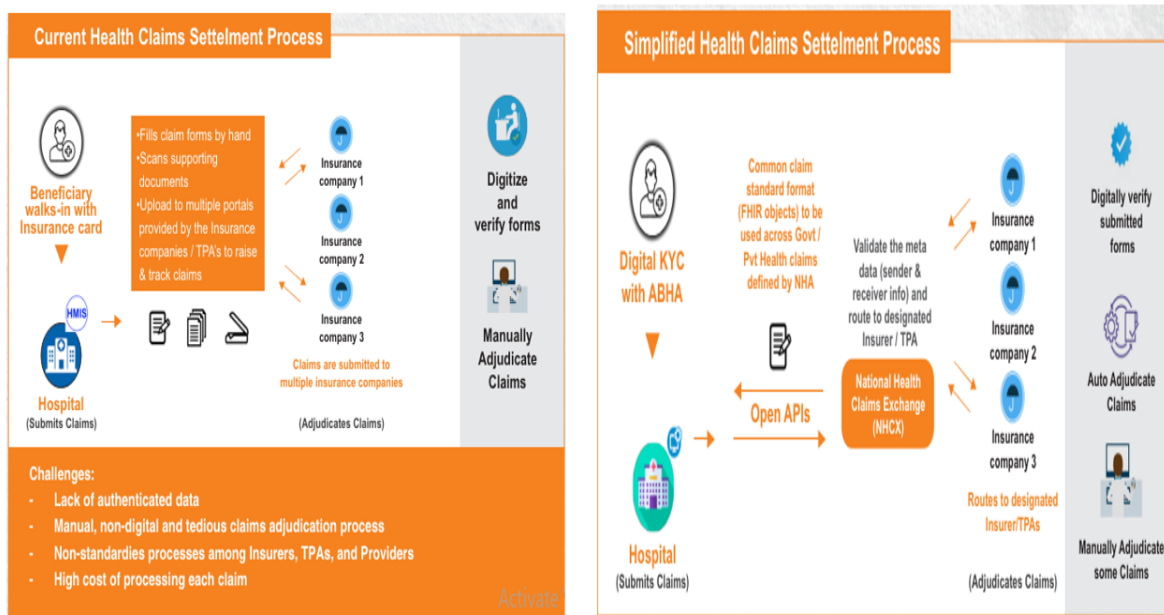 Current Health Claims Settelment Process
Beneficiary
walks-in with
Insurance card
HMIS
Hospital
(Submits Claims)
•Fills claim forms by hand
•Scans supporting
documents
•Upload to multiple portals
provided by the Insurance
companies / TPA's to raise
& track claims
Insurance
company 1
Insurance
company 2
Insurance
company 3
Claims are submitted to
multiple insurance companies
(Adjudicates Claims)
Digitize
and
verify forms
Manually
Adjudicate
Claims
Challenges:
- Lack of authenticated data
- Manual, non-digital and tedious claims adjudication process
- Non-standardies processes among Insurers, TPAs, and Providers
- High cost of processing each claim
Activate
Simplified Health Claims Settelment Process
Digital KYC
with ABHA
Hospital
(Submits Claims)
Common claim
standard format
(FHIR objects) to be
used across Govt /
Pvt Health claims
defined by NHA
Open APIs
Validate the meta
data (sender &
receiver info) and
route to designated
Insurer / TPA
National Health
Claims Exchange
(NHCX)
Insurance
company 1
Insurance
company 2
Insurance
company 3
Routes to designated
Insurer/TPAs
(Adjudicates Claims)
Digitally verify
submitted
forms
Auto Adjudicate
Claims
Manually Adjudicate
some Claims